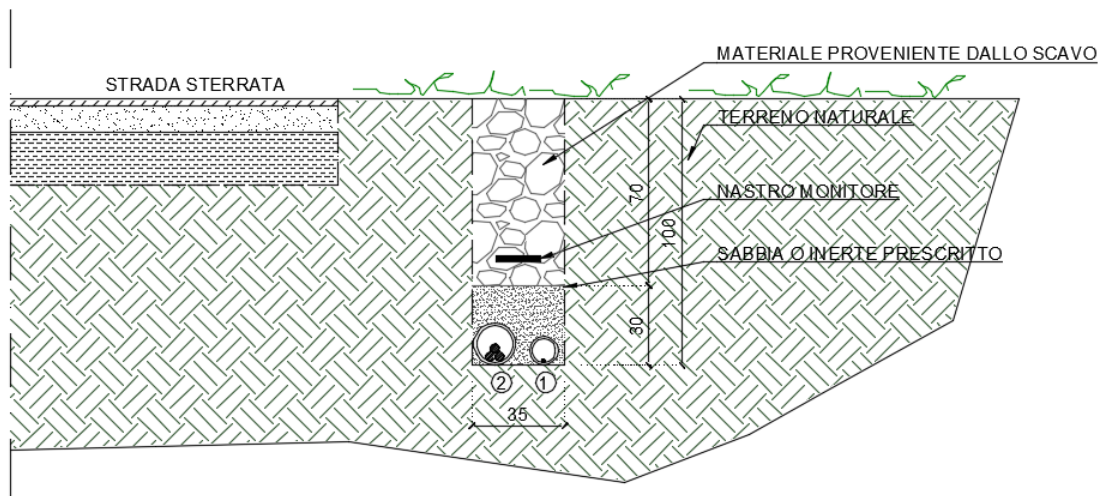 MATERIALE PROVENIENTE DALLO SCAVO
STRADA STERRATA
TERRENO NATURALE
NASTRO MONITORE
70
100
SABBIA O INERTE PRESCRITTO
30
2
1
35